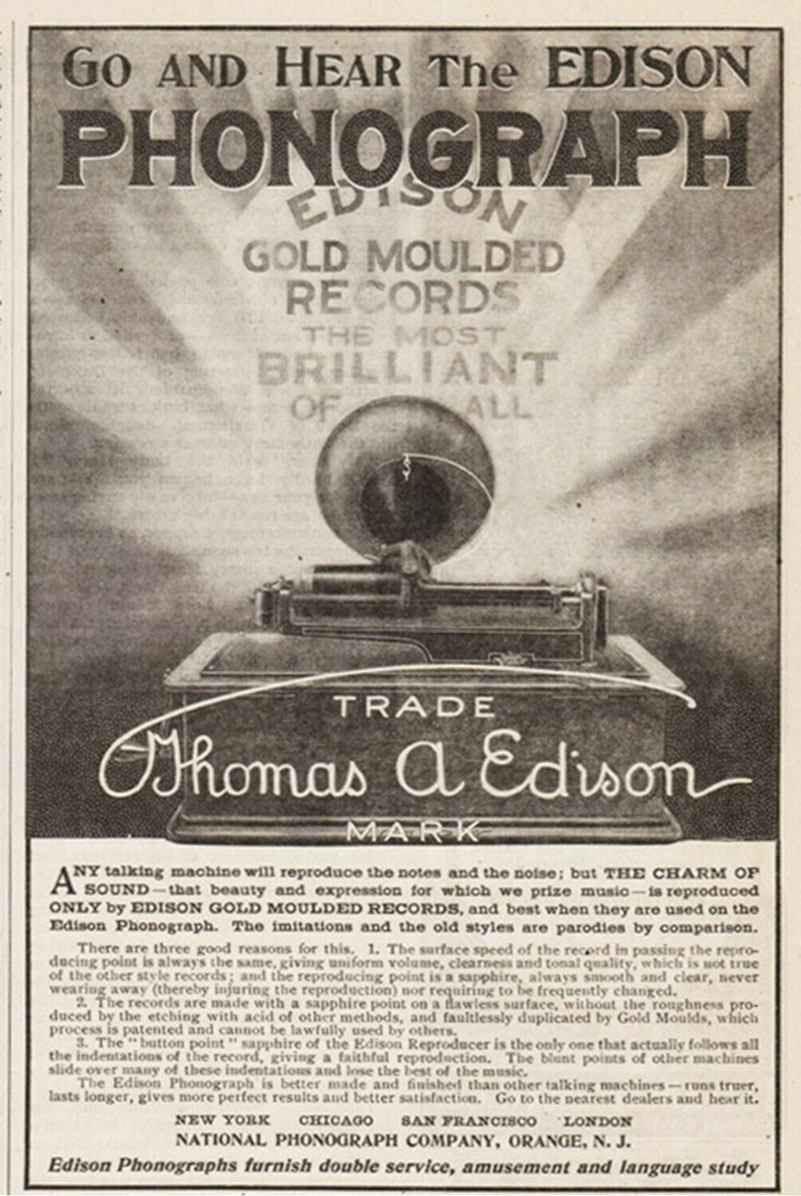 GO AND HEAR The EDISON
PHONOGRAPH
EDISON
GOLD MOULDED
RECORDS
THE MOST
BRILLIANT
OF ALL
TRADE
Thomas A Edison
MARK
ANY talking machine will reproduce the notes and the noise; but THE CHARM OF
SOUND—that beauty and expression for which we prize music—is reproduced
ONLY by EDISON GOLD MOULDED RECORDS, and best when they are used on the
Edison Phonograph. The imitations and the old styles are parodies by comparison.
There are three good reasons for this. 1. The surface speed of the record in passing the repro-
ducing point is always the same, giving uniform volume, clearness and tonal quality, which is not true
of the other style records; and the reproducing point is a sapphire, always smooth and clear, never
wearing away (thereby injuring the reproduction) nor requiring to be frequently changed.
2. The records are made with a sapphire point on a flawless surface, without the roughness pro-
duced by the etching with acid of other methods, and faultlessly duplicated by Gold Moulds, which
process is patented and cannot be lawfully used by others.
3. The "button point" sapphire of the Edison Reproducer is the only one that actually follows all
the indentations of the record, giving a faithful reproduction. The blunt points of other machines
slide over many of these indentations and lose the best of the music.
The Edison Phonograph is better made and finished than other talking machines—runs truer,
lasts longer, gives more perfect results and better satisfaction. Go to the nearest dealers and hear it.
NEW YORK CHICAGO SAN FRANCISCO LONDON
NATIONAL PHONOGRAPH COMPANY, ORANGE, N. J.
Edison Phonographs furnish double service, amusement and language study